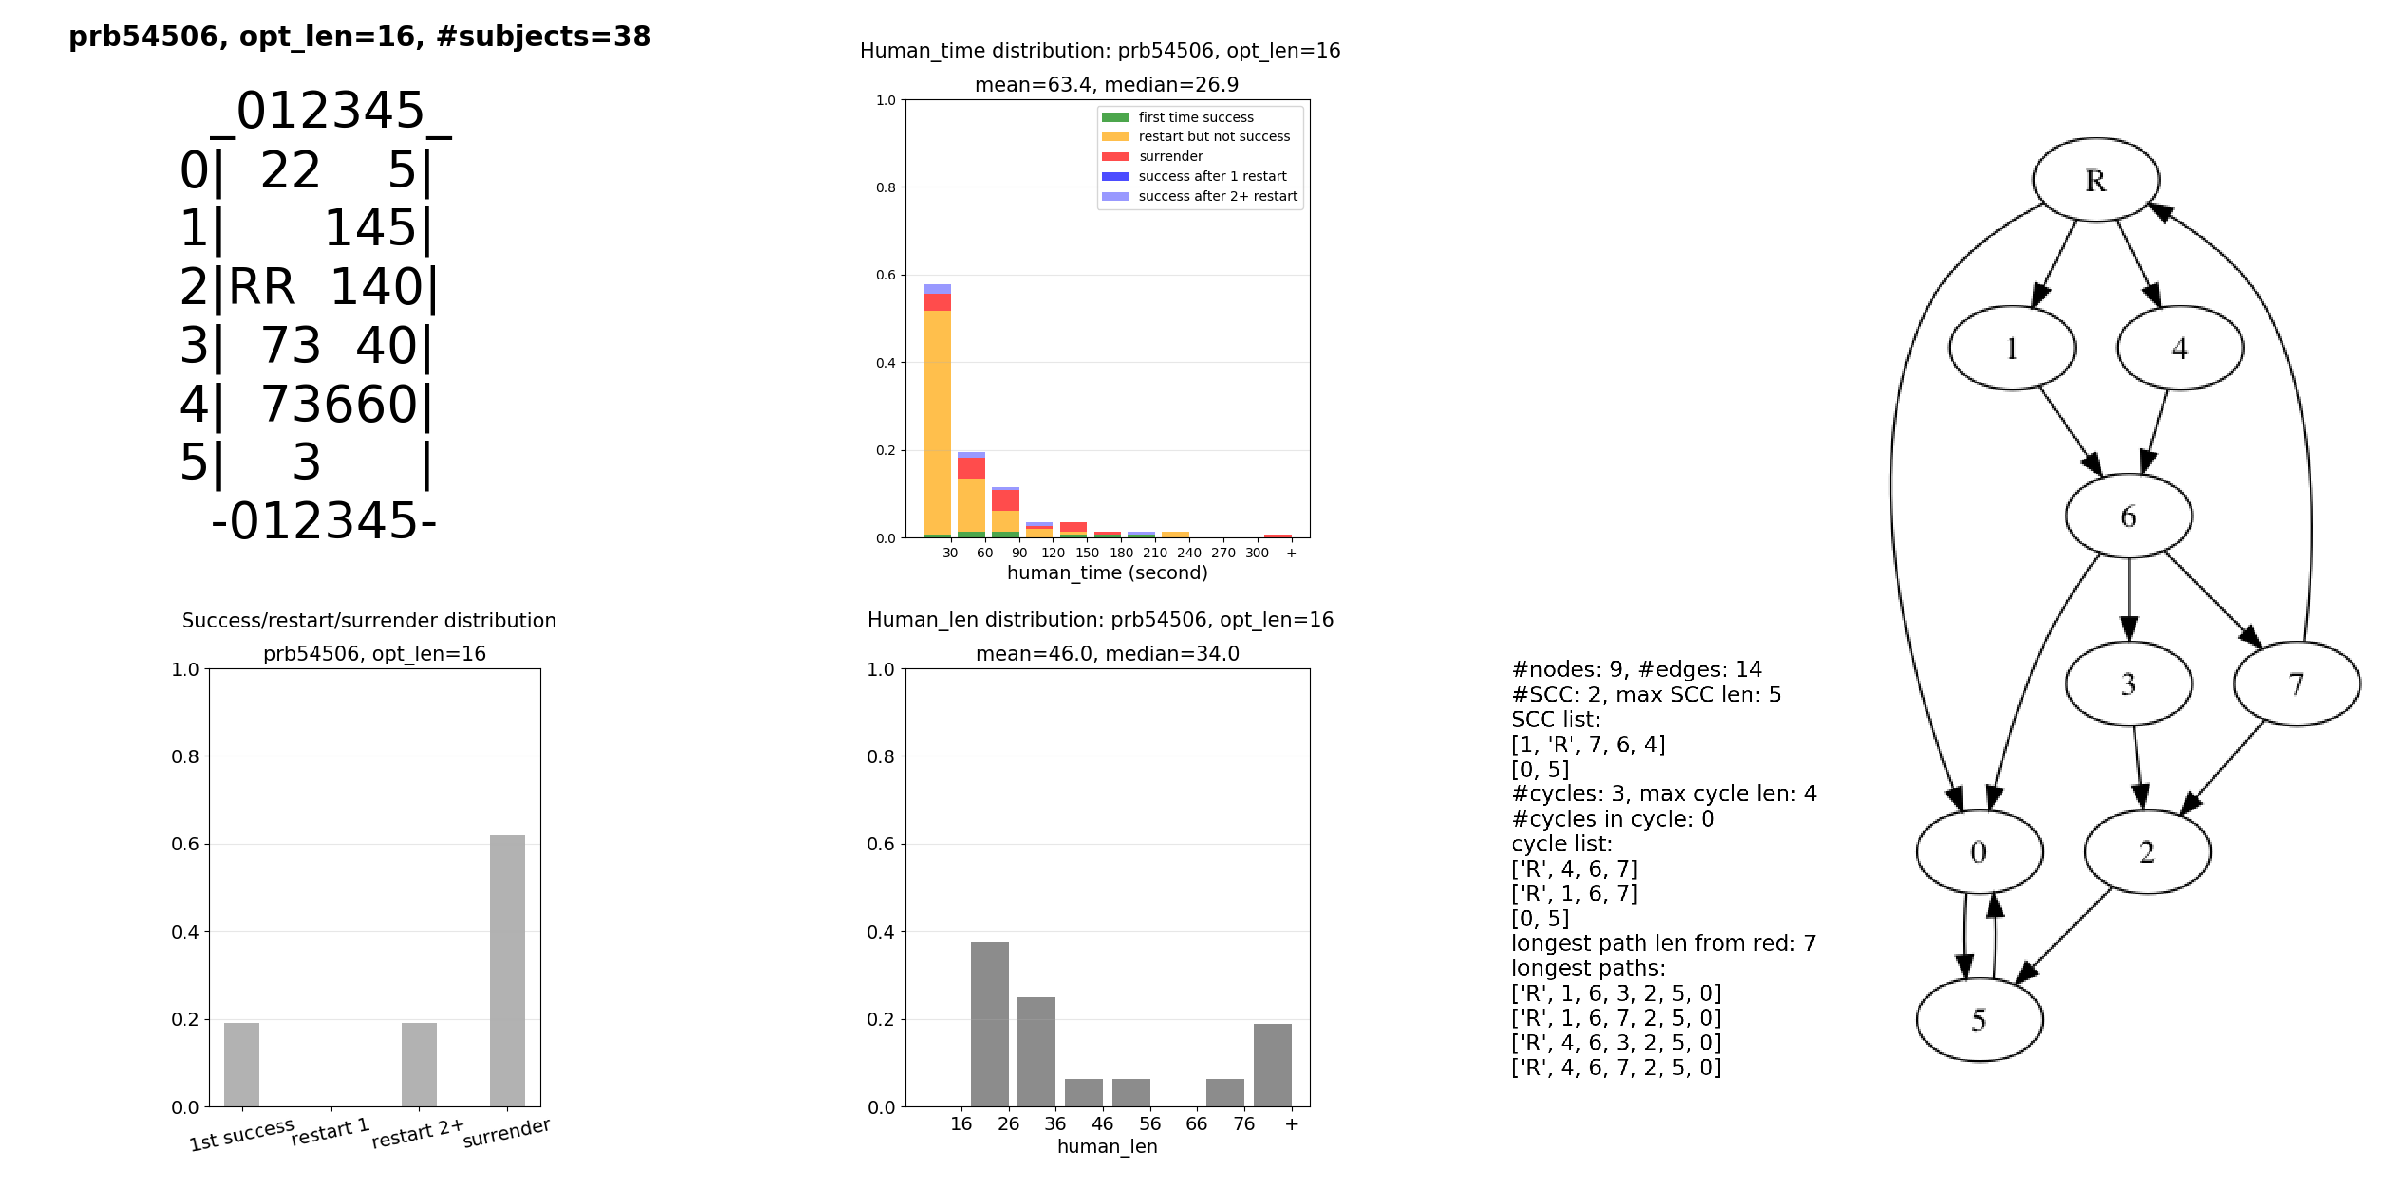 prb54506, opt_len=16, #subjects=38
_012345_
0|  22    5|
1|      145|
2|RR  140|
3|  73  40|
4|  73660|
5|    3      |
-012345-
Human_time distribution: prb54506, opt_len=16
mean=63.4, median=26.9
1.0
0.8
0.6
0.4
0.2
0.0
first time success
restart but not success
surrender
success after 1 restart
success after 2+ restart
30 60 90 120 150 180 210 240 270 300 +
human_time (second)
Success/restart/surrender distribution
prb54506, opt_len=16
1.0
0.8
0.6
0.4
0.2
0.0
1st success restart 1 restart 2+ surrender
Human_len distribution: prb54506, opt_len=16
mean=46.0, median=34.0
1.0
0.8
0.6
0.4
0.2
0.0
16 26 36 46 56 66 76 +
human_len
#nodes: 9, #edges: 14
#SCC: 2, max SCC len: 5
SCC list:
[1, 'R', 7, 6, 4]
[0, 5]
#cycles: 3, max cycle len: 4
#cycles in cycle: 0
cycle list:
['R', 4, 6, 7]
['R', 1, 6, 7]
[0, 5]
longest path len from red: 7
longest paths:
['R', 1, 6, 3, 2, 5, 0]
['R', 1, 6, 7, 2, 5, 0]
['R', 4, 6, 3, 2, 5, 0]
['R', 4, 6, 7, 2, 5, 0]
R
1 4
6
3 7
0 2
5